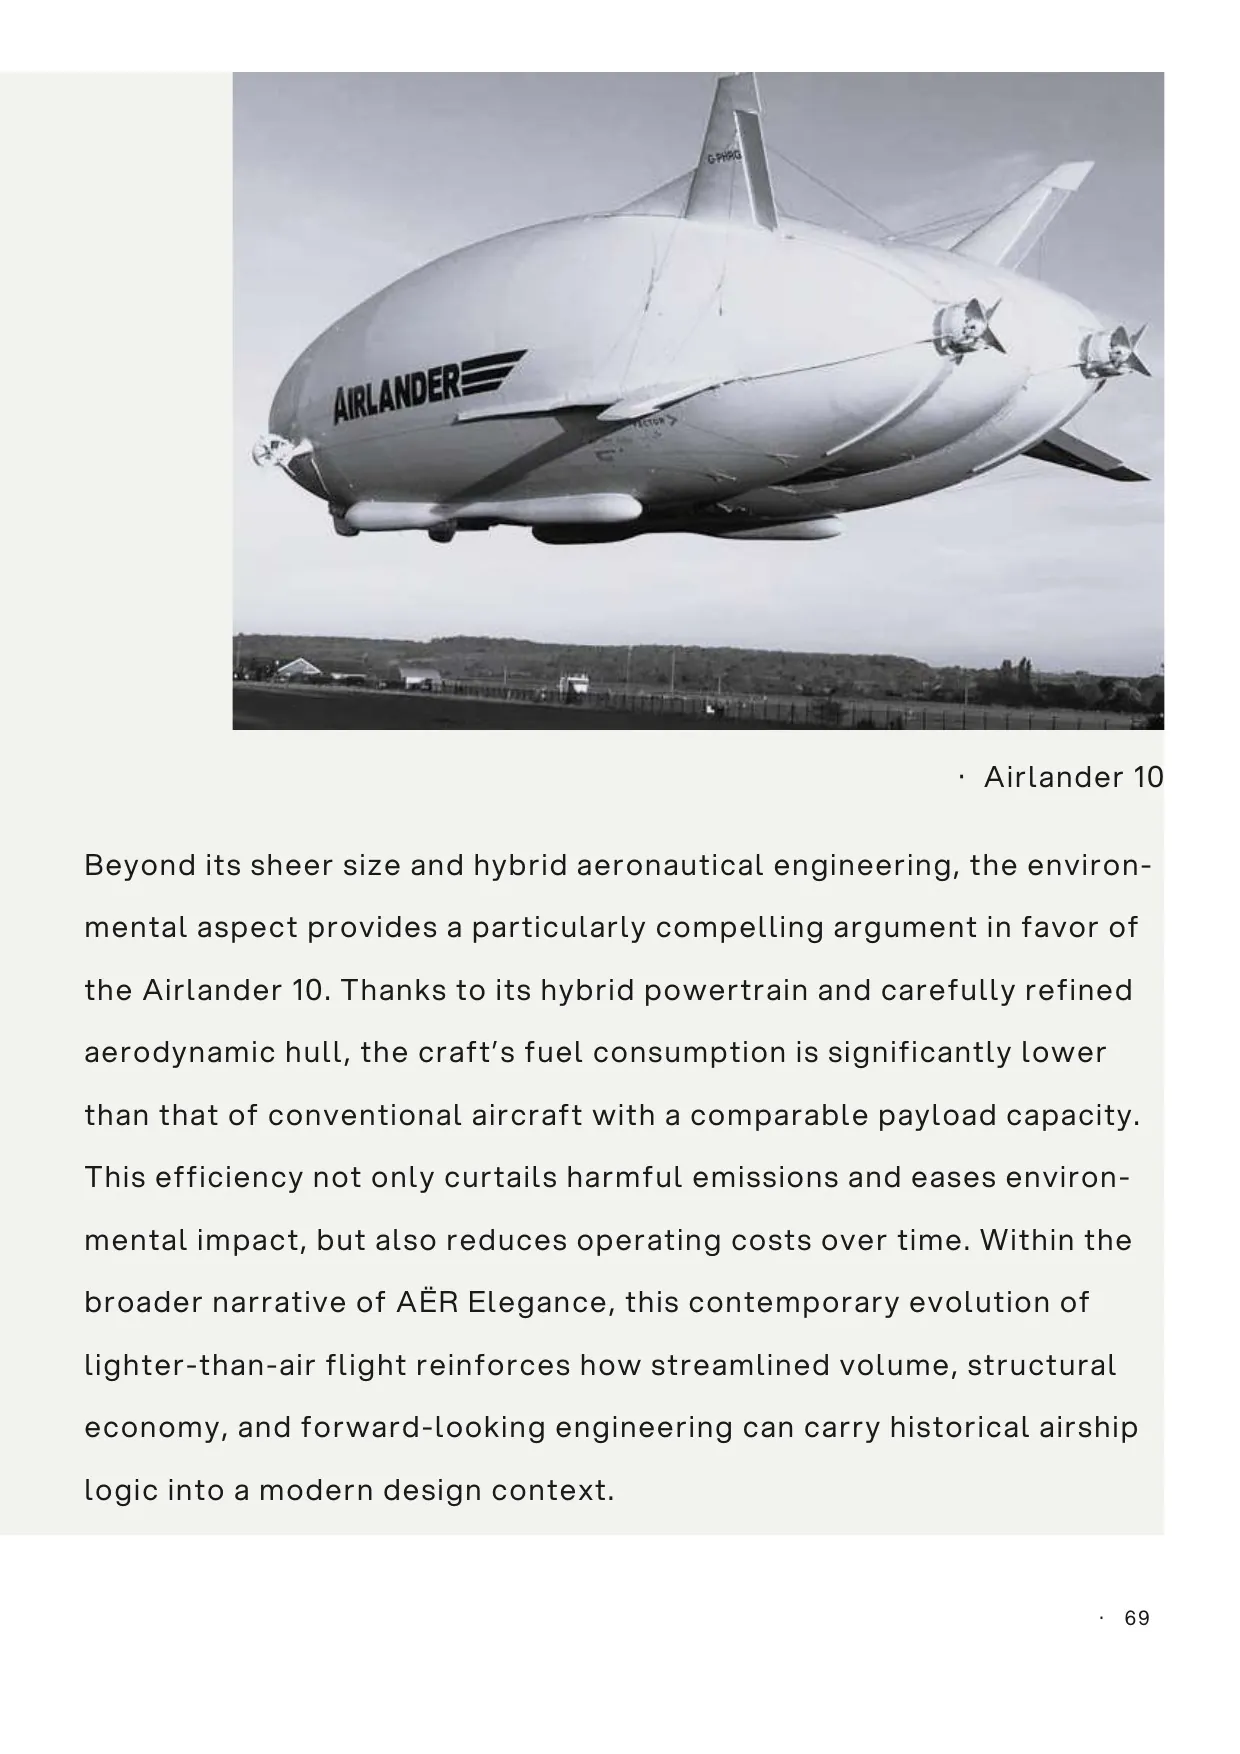 G-PHRG
AIRLANDER
· Airlander 10
Beyond its sheer size and hybrid aeronautical engineering, the environ-
mental aspect provides a particularly compelling argument in favor of
the Airlander 10. Thanks to its hybrid powertrain and carefully refined
aerodynamic hull, the craft’s fuel consumption is significantly lower
than that of conventional aircraft with a comparable payload capacity.
This efficiency not only curtails harmful emissions and eases environ-
mental impact, but also reduces operating costs over time. Within the
broader narrative of AËR Elegance, this contemporary evolution of
lighter-than-air flight reinforces how streamlined volume, structural
economy, and forward-looking engineering can carry historical airship
logic into a modern design context.
· 69